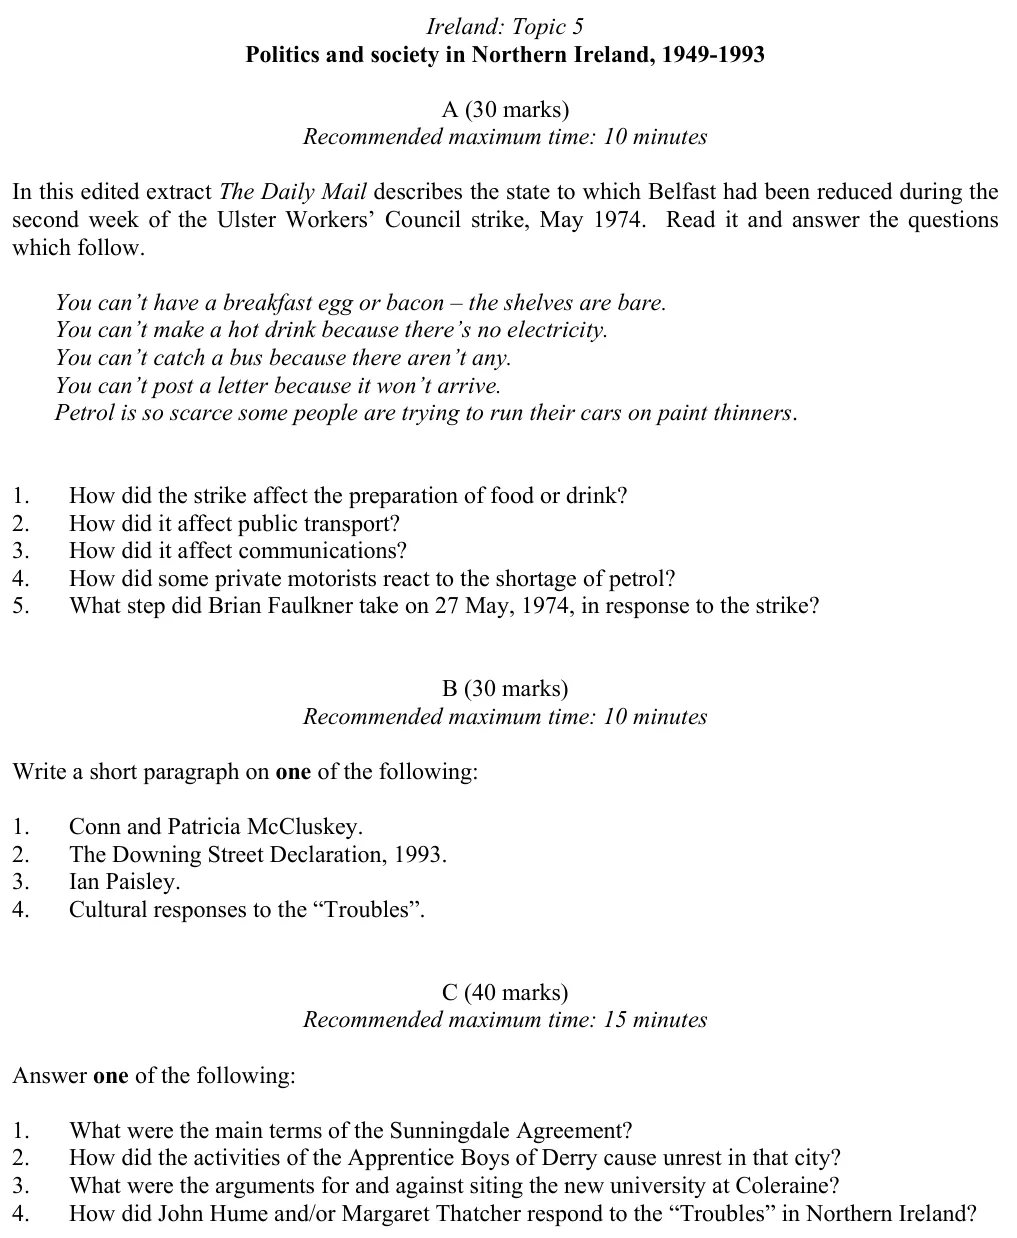 Ireland: Topic 5
Politics and society in Northern Ireland, 1949-1993
A (30 marks)
Recommended maximum time: 10 minutes
In this edited extract The Daily Mail describes the state to which Belfast had been reduced during the
second week of the Ulster Workers’ Council strike, May 1974. Read it and answer the questions
which follow.
You can’t have a breakfast egg or bacon – the shelves are bare.
You can’t make a hot drink because there’s no electricity.
You can’t catch a bus because there aren’t any.
You can’t post a letter because it won’t arrive.
Petrol is so scarce some people are trying to run their cars on paint thinners.
1. How did the strike affect the preparation of food or drink?
2. How did it affect public transport?
3. How did it affect communications?
4. How did some private motorists react to the shortage of petrol?
5. What step did Brian Faulkner take on 27 May, 1974, in response to the strike?
B (30 marks)
Recommended maximum time: 10 minutes
Write a short paragraph on one of the following:
1. Conn and Patricia McCluskey.
2. The Downing Street Declaration, 1993.
3. Ian Paisley.
4. Cultural responses to the “Troubles”.
C (40 marks)
Recommended maximum time: 15 minutes
Answer one of the following:
1. What were the main terms of the Sunningdale Agreement?
2. How did the activities of the Apprentice Boys of Derry cause unrest in that city?
3. What were the arguments for and against siting the new university at Coleraine?
4. How did John Hume and/or Margaret Thatcher respond to the “Troubles” in Northern Ireland?